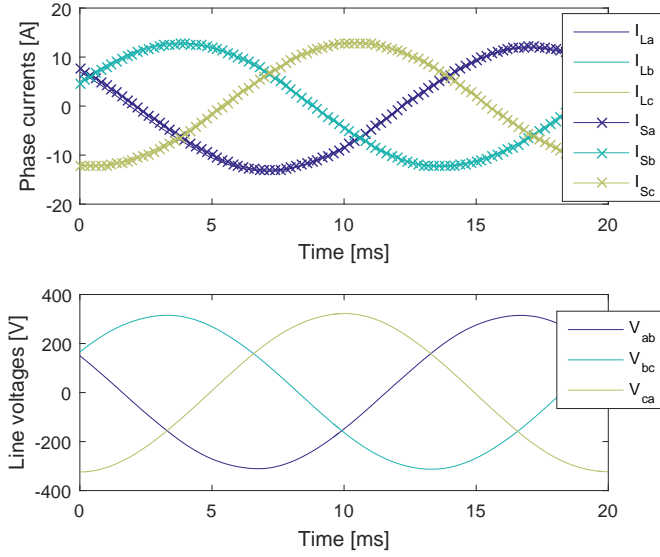 Phase currents [A]
20
10
0
-10
-20
0
5
10
15
20
Time [ms]
I_La
I_Lb
I_Lc
I_Sa
I_Sb
I_Sc
Line voltages [V]
400
200
0
-200
-400
0
5
10
15
20
Time [ms]
V_ab
V_bc
V_ca